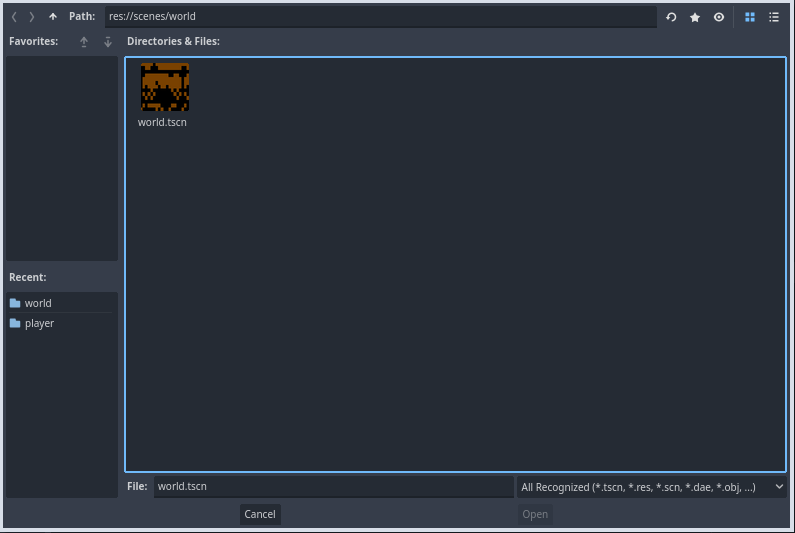 Path: res://scenes/world
Favorites:
Directories & Files:
world.tscn
Recent:
world
player
File: world.tscn
All Recognized (*.tscn, *.res, *.scn, *.dae, *.obj, ...)
Cancel
Open